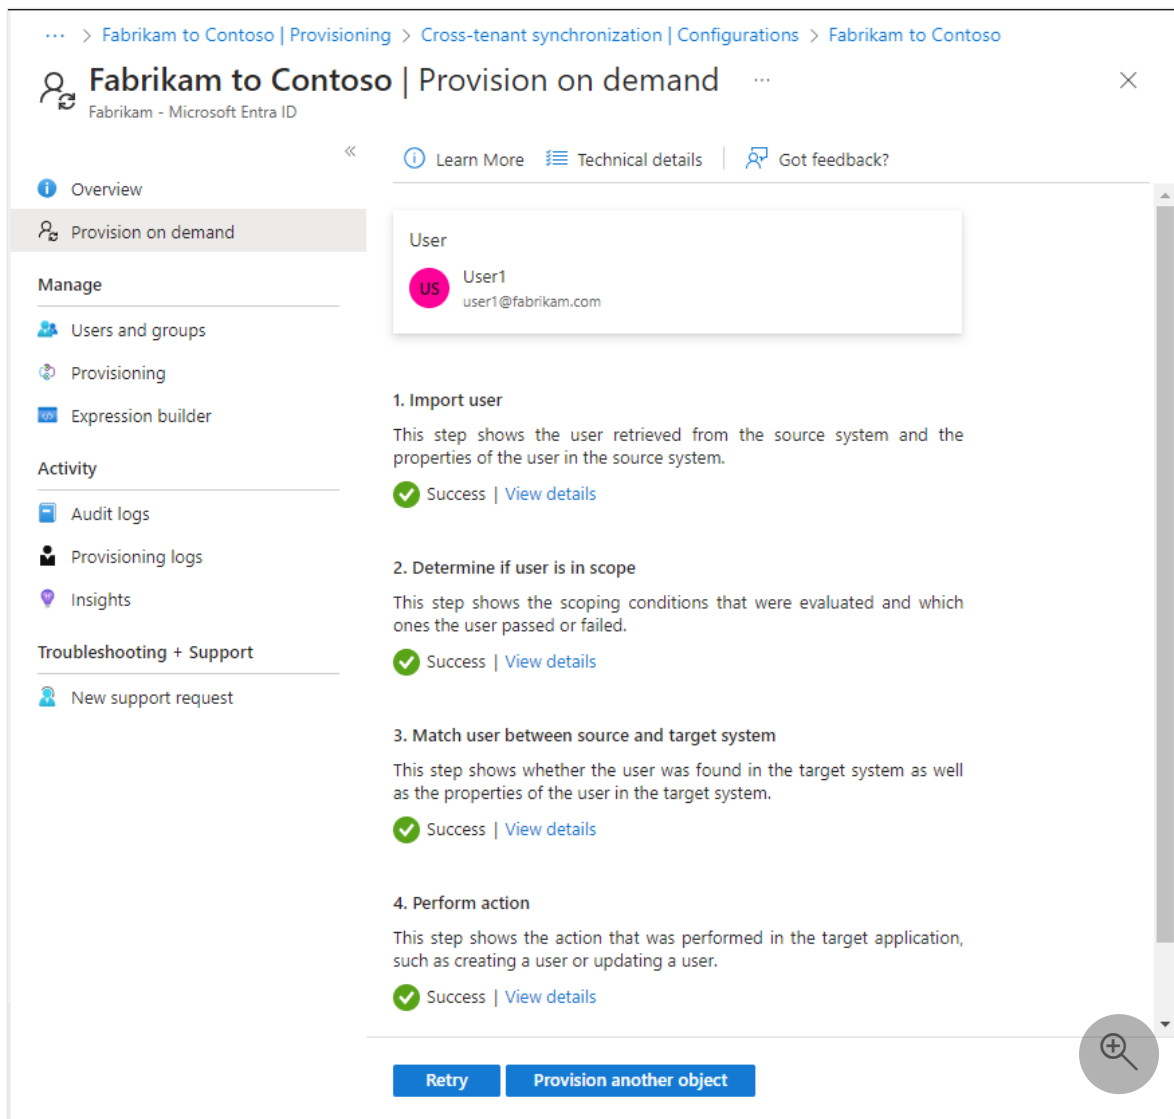 ··· > Fabrikam to Contoso | Provisioning > Cross-tenant synchronization | Configurations > Fabrikam to Contoso
Fabrikam to Contoso | Provision on demand ···
Fabrikam - Microsoft Entra ID
«
Learn More
Technical details
Got feedback?
Overview
Provision on demand
Manage
Users and groups
Provisioning
Expression builder
Activity
Audit logs
Provisioning logs
Insights
Troubleshooting + Support
New support request
User
US
User1
user1@fabrikam.com
1. Import user
This step shows the user retrieved from the source system and the
properties of the user in the source system.
Success | View details
2. Determine if user is in scope
This step shows the scoping conditions that were evaluated and which
ones the user passed or failed.
Success | View details
3. Match user between source and target system
This step shows whether the user was found in the target system as well
as the properties of the user in the target system.
Success | View details
4. Perform action
This step shows the action that was performed in the target application,
such as creating a user or updating a user.
Success | View details
Retry
Provision another object